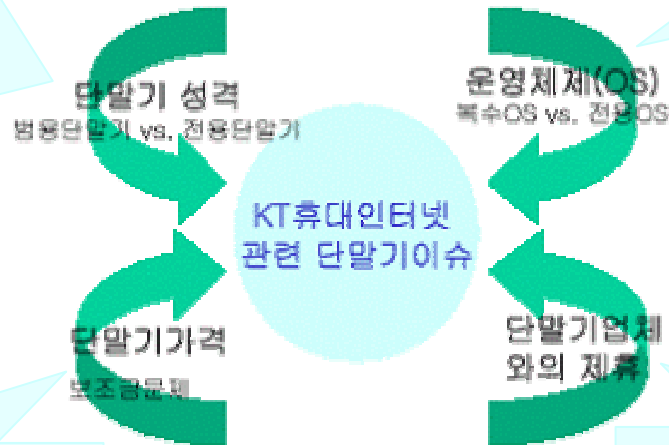 단말기 성격
범용단말기 vs. 전용단말기
운영체제(OS)
복수OS vs. 전용OS
KT휴대인터넷
관련 단말기이슈
단말기가격
보조금문제
단말기업체
와의 제휴